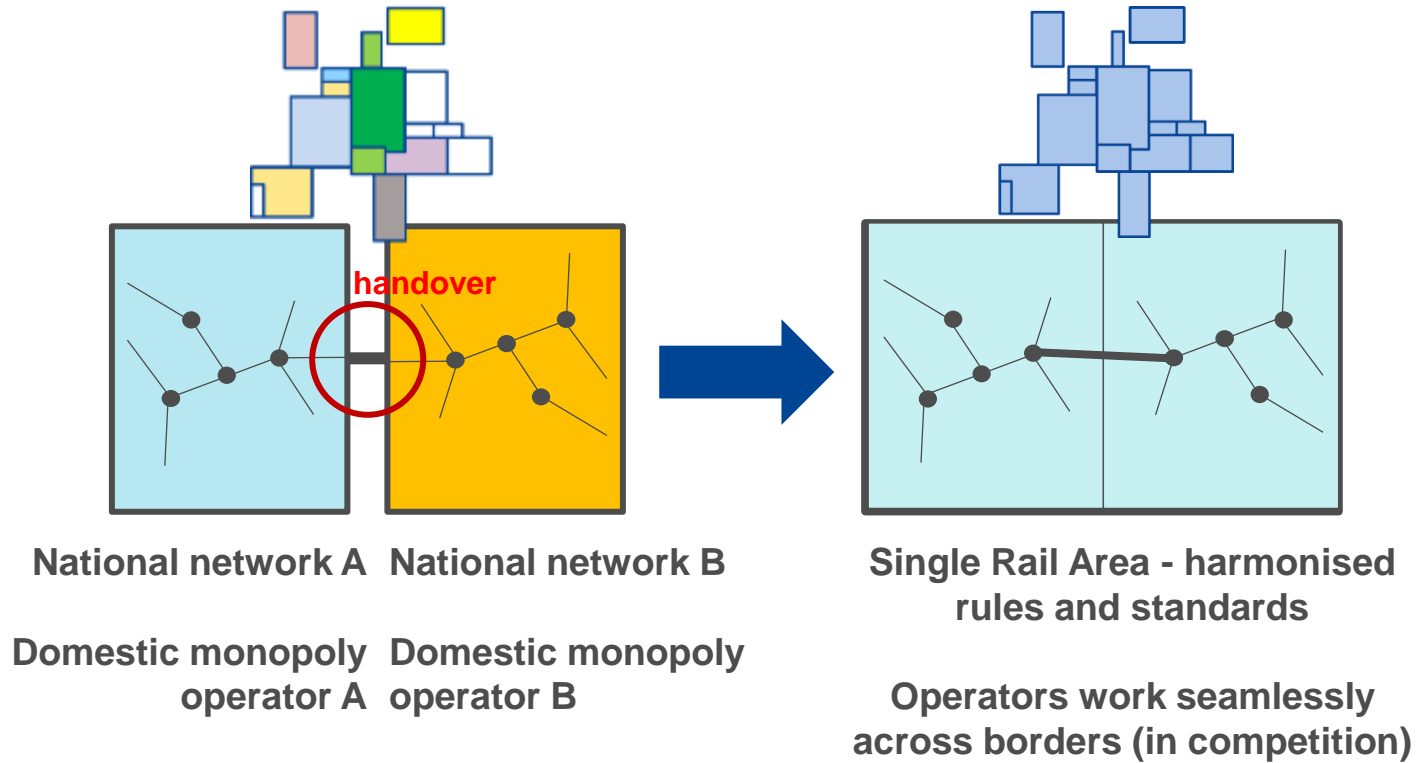 handover
National network A
National network B
Domestic monopoly
operator A
Domestic monopoly
operator B
Single Rail Area - harmonised
rules and standards
Operators work seamlessly
across borders (in competition)